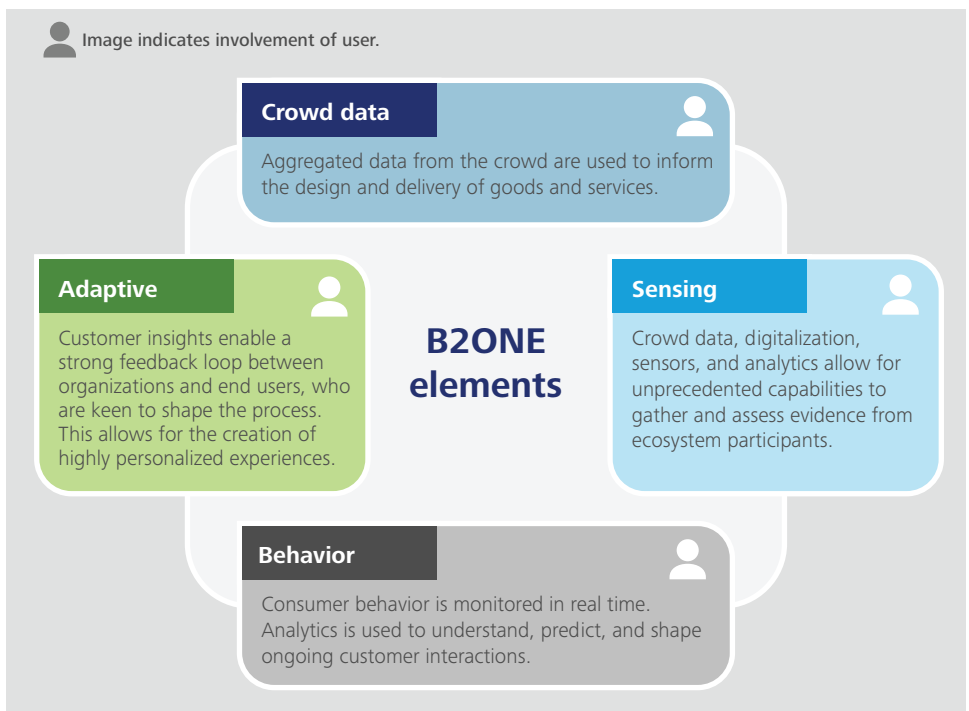 Image indicates involvement of user.
Crowd data
Aggregated data from the crowd are used to inform
the design and delivery of goods and services.
Adaptive
Customer insights enable a
strong feedback loop between
organizations and end users, who
are keen to shape the process.
This allows for the creation of
highly personalized experiences.
B2ONE
elements
Sensing
Crowd data, digitalization,
sensors, and analytics allow for
unprecedented capabilities to
gather and assess evidence from
ecosystem participants.
Behavior
Consumer behavior is monitored in real time.
Analytics is used to understand, predict, and shape
ongoing customer interactions.